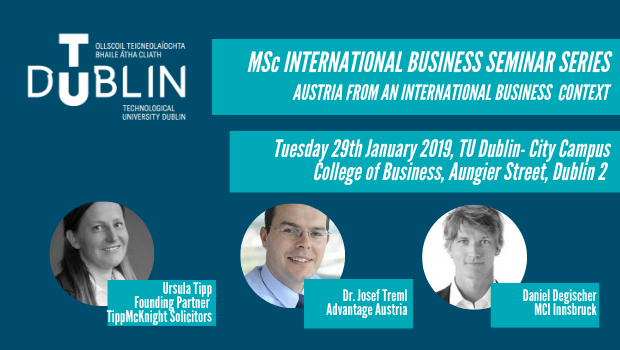 OLLSCOIL TEICNEOLAÍOCHTA
BHAILE ÁTHA CLIATH
TU DUBLIN
TECHNOLOGICAL
UNIVERSITY DUBLIN
MSc INTERNATIONAL BUSINESS SEMINAR SERIES
AUSTRIA FROM AN INTERNATIONAL BUSINESS CONTEXT
Tuesday 29th January 2019, TU Dublin- City Campus
College of Business, Aungier Street, Dublin 2
Ursula Tipp
Founding Partner
TippMcKnight Solicitors
Dr. Josef Treml
Advantage Austria
Daniel Degischer
MCI Innsbruck